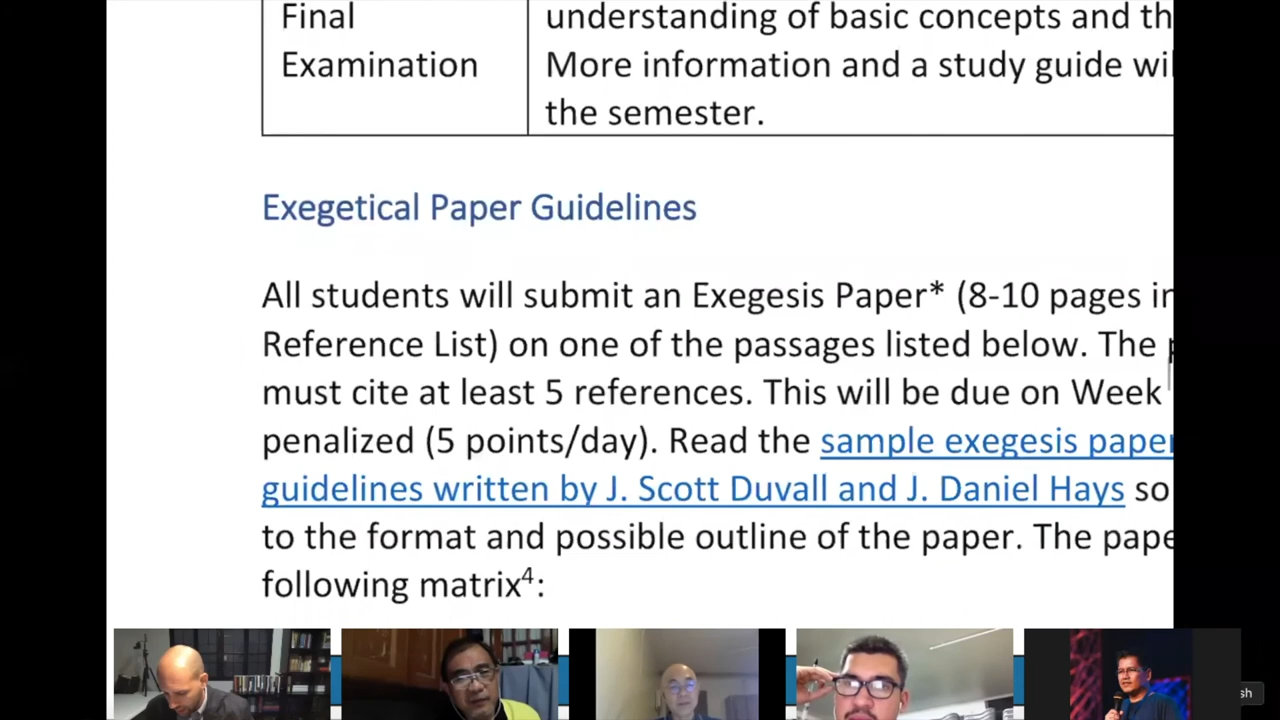 Final
Examination
understanding of basic concepts and th
More information and a study guide wil
the semester.
Exegetical Paper Guidelines
All students will submit an Exegesis Paper* (8-10 pages in
Reference List) on one of the passages listed below. The
must cite at least 5 references. This will be due on Week
penalized (5 points/day). Read the sample exegesis paper
guidelines written by J. Scott Duvall and J. Daniel Hays so
to the format and possible outline of the paper. The pape
following matrix⁴:
sh